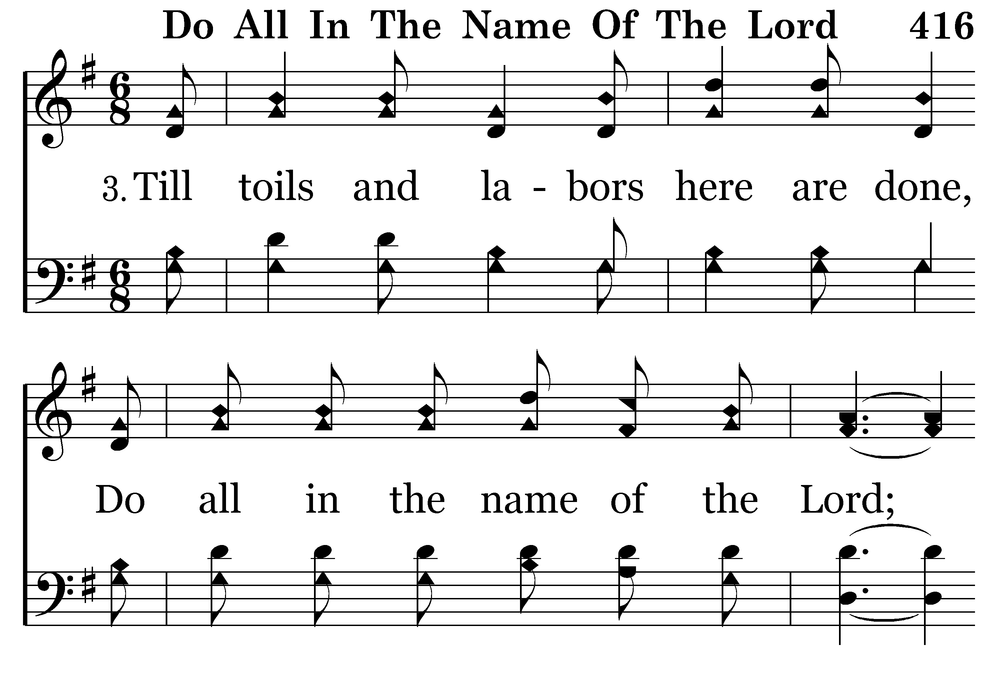 Do All In The Name Of The Lord 416
3. Till toils and la - bors here are done,
Do all in the name of the Lord;